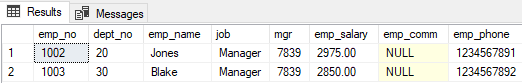 Results Messages
emp_no dept_no emp_name job mgr emp_salary emp_comm emp_phone
1 1002 20 Jones Manager 7839 2975.00 NULL 1234567891
2 1003 30 Blake Manager 7839 2850.00 NULL 1234567892